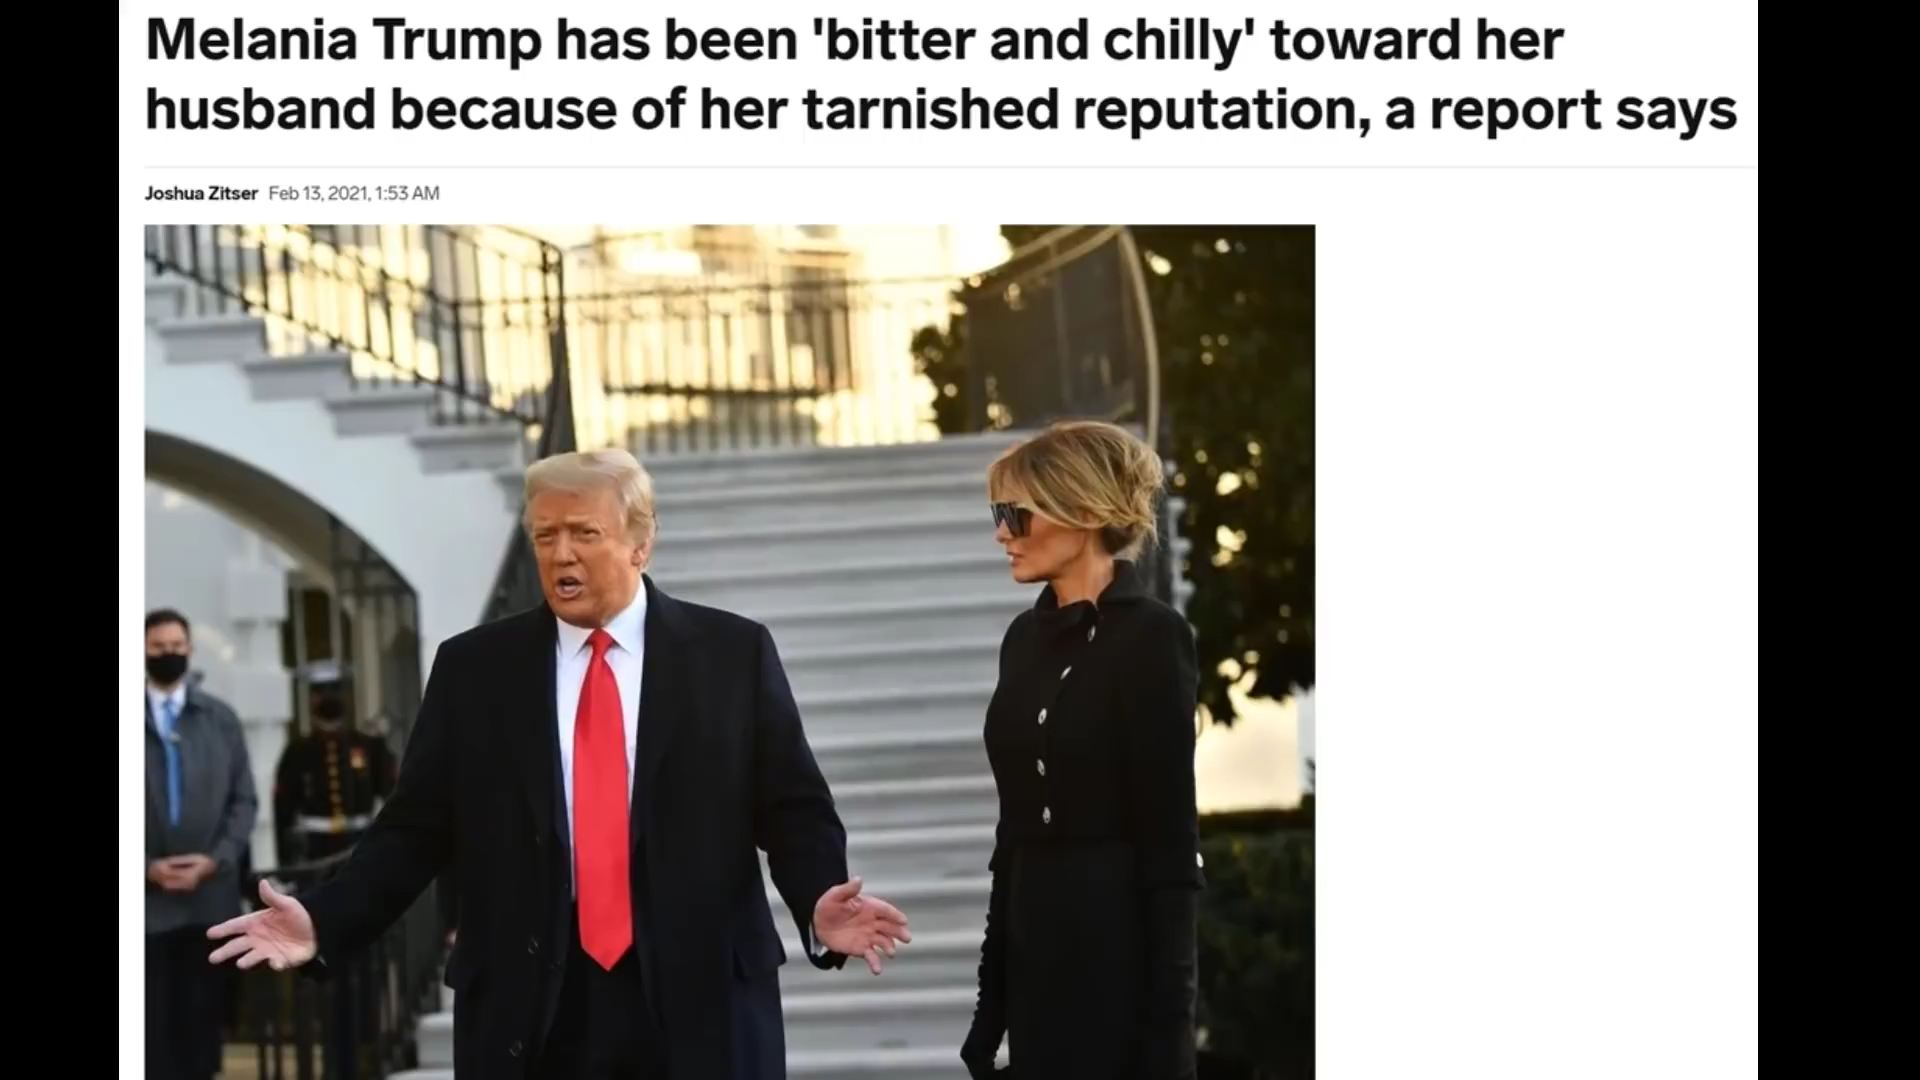 Melania Trump has been 'bitter and chilly' toward her
husband because of her tarnished reputation, a report says
Joshua Zitser Feb 13, 2021, 1:53 AM